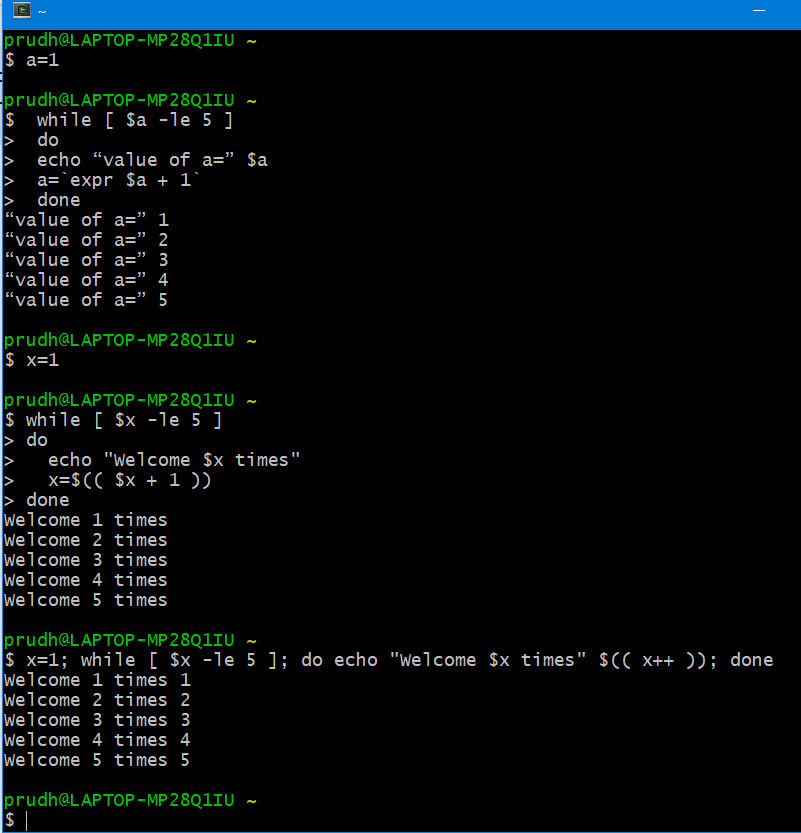 ~
prudh@LAPTOP-MP28Q1IU ~
$ a=1
prudh@LAPTOP-MP28Q1IU ~
$  while [ $a -le 5 ]
>  do
>  echo “value of a=” $a
>  a=`expr $a + 1`
>  done
“value of a=” 1
“value of a=” 2
“value of a=” 3
“value of a=” 4
“value of a=” 5
prudh@LAPTOP-MP28Q1IU ~
$ x=1
prudh@LAPTOP-MP28Q1IU ~
$ while [ $x -le 5 ]
> do
>   echo "Welcome $x times"
>   x=$(( $x + 1 ))
> done
Welcome 1 times
Welcome 2 times
Welcome 3 times
Welcome 4 times
Welcome 5 times
prudh@LAPTOP-MP28Q1IU ~
$ x=1; while [ $x -le 5 ]; do echo "Welcome $x times" $(( x++ )); done
Welcome 1 times 1
Welcome 2 times 2
Welcome 3 times 3
Welcome 4 times 4
Welcome 5 times 5
prudh@LAPTOP-MP28Q1IU ~
$